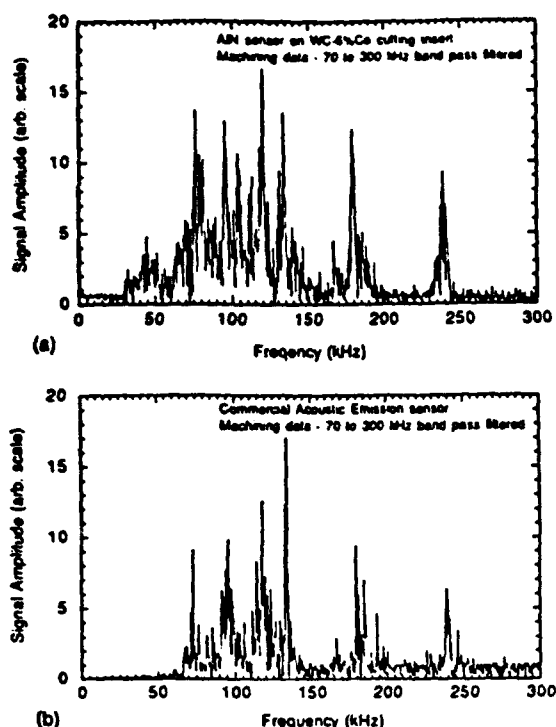 20
AlN sensor on WC-6%Co cutting insert
Machining data - 70 to 300 kHz band pass filtered
15
10
5
0
Signal Amplitude (arb. scale)
0 50 100 150 200 250 300
(a)
Freqency (kHz)
20
Commercial Acoustic Emission sensor
Machining data - 70 to 300 kHz band pass filtered
15
10
5
0
Signal Amplitude (arb. scale)
0 50 100 150 200 250 300
(b)
Frequency (kHz)